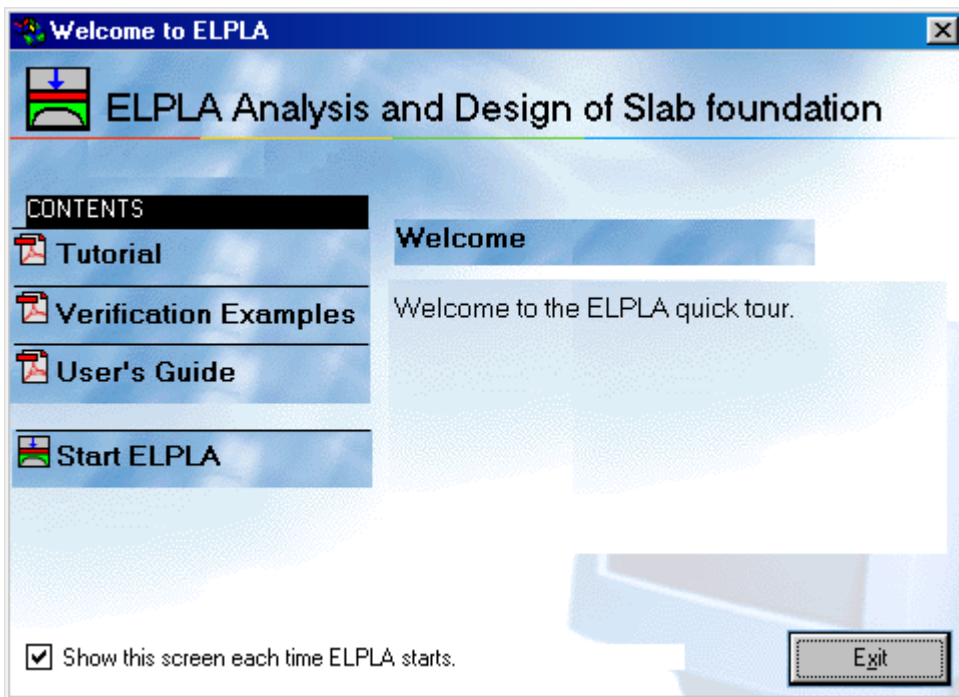 Welcome to ELPLA
ELPLA Analysis and Design of Slab foundation
CONTENTS
Tutorial
Verification Examples
User's Guide
Start ELPLA
Welcome
Welcome to the ELPLA quick tour.
Show this screen each time ELPLA starts.
Exit